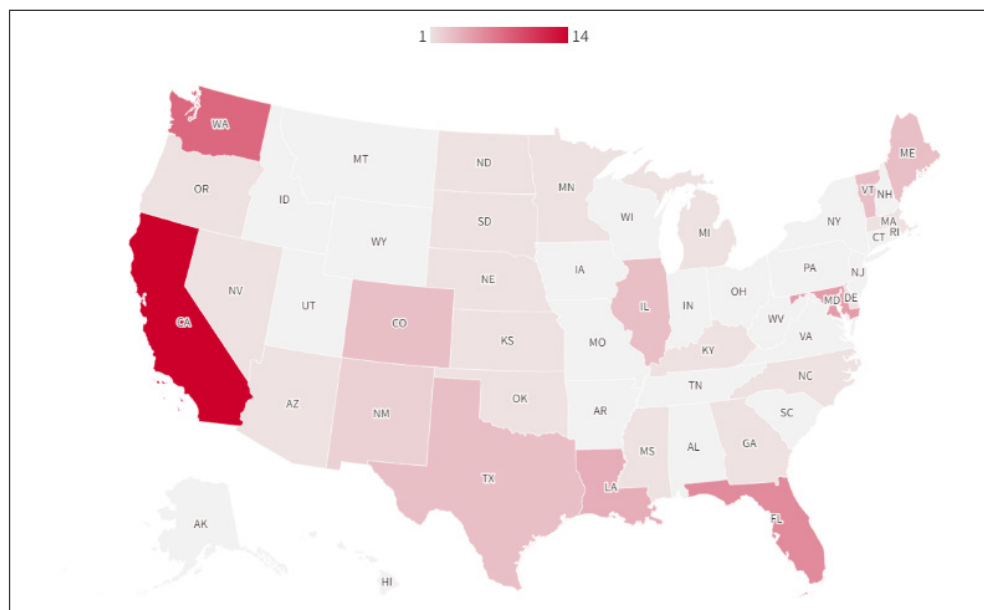 1 14
WA
ME
MT
ND
VT
NH
OR
MN
ID
SD
WI
NY
MA
MI
CT
RI
WY
IA
PA
NJ
NE
OH
NV
IL
IN
MD
DE
UT
CA
CO
WV
VA
KS
MO
KY
NC
TN
OK
AZ
NM
AR
SC
MS
AL
GA
TX
LA
FL
AK
HI